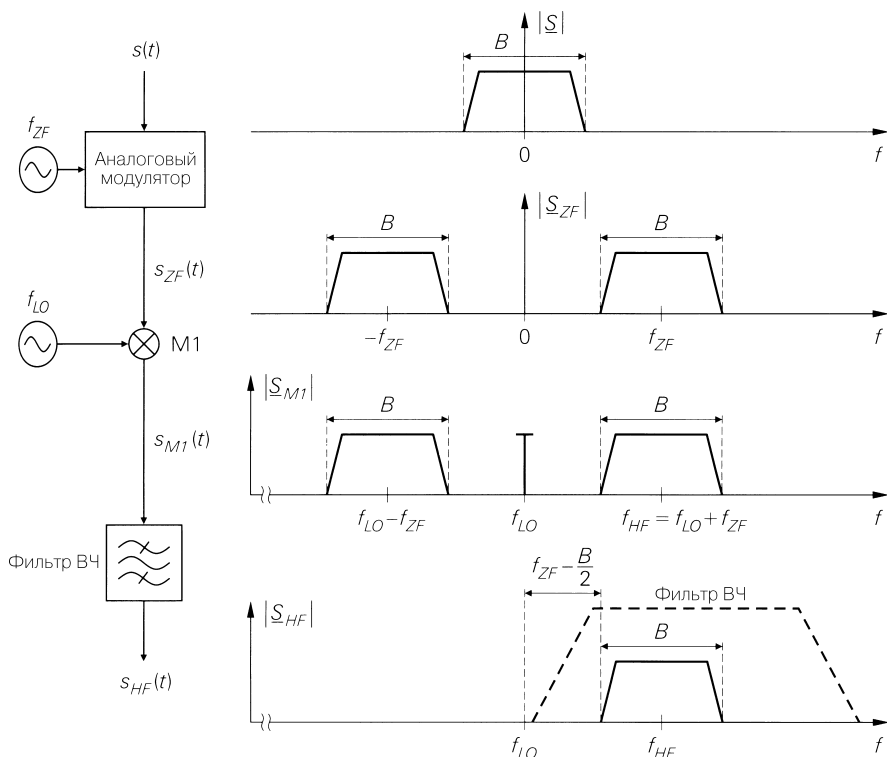 s(t)
f_ZF
Аналоговый
модулятор
s_ZF(t)
f_LO
M1
s_M1(t)
Фильтр ВЧ
s_HF(t)
|S|
B
0
f
|S_ZF|
B
B
−f_ZF
0
f_ZF
f
|S_M1|
B
B
f_LO − f_ZF
f_LO
f_HF = f_LO + f_ZF
f
f_ZF − B/2
Фильтр ВЧ
|S_HF|
B
f_LO
f_HF
f